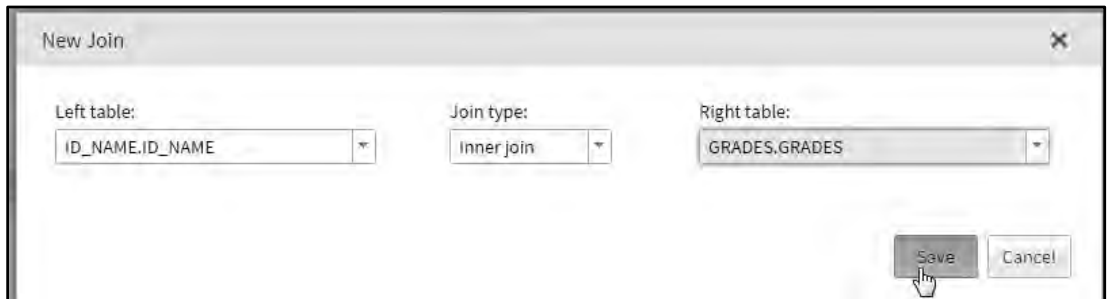 New Join
Left table: Join type: Right table:
ID_NAME.ID_NAME Inner join GRADES.GRADES
Save Cancel